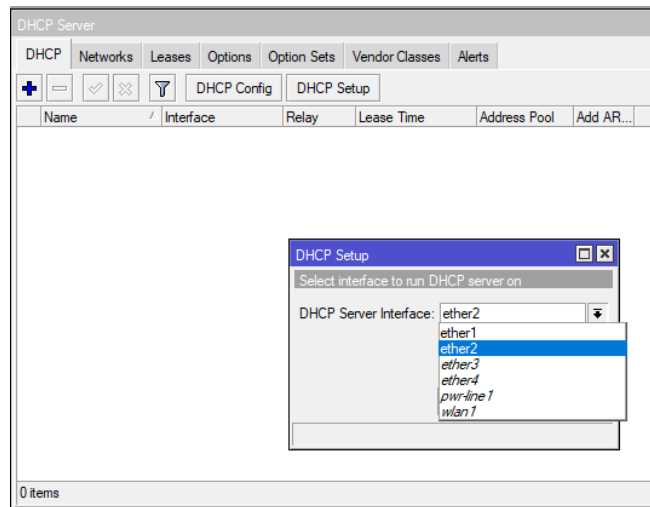 DHCP Server
DHCP Networks Leases Options Option Sets Vendor Classes Alerts
DHCP Config DHCP Setup
Name Interface Relay Lease Time Address Pool Add AR...
DHCP Setup
Select interface to run DHCP server on
DHCP Server Interface: ether2
ether1
ether2
ether3
ether4
pwr-line1
wlan1
0 items